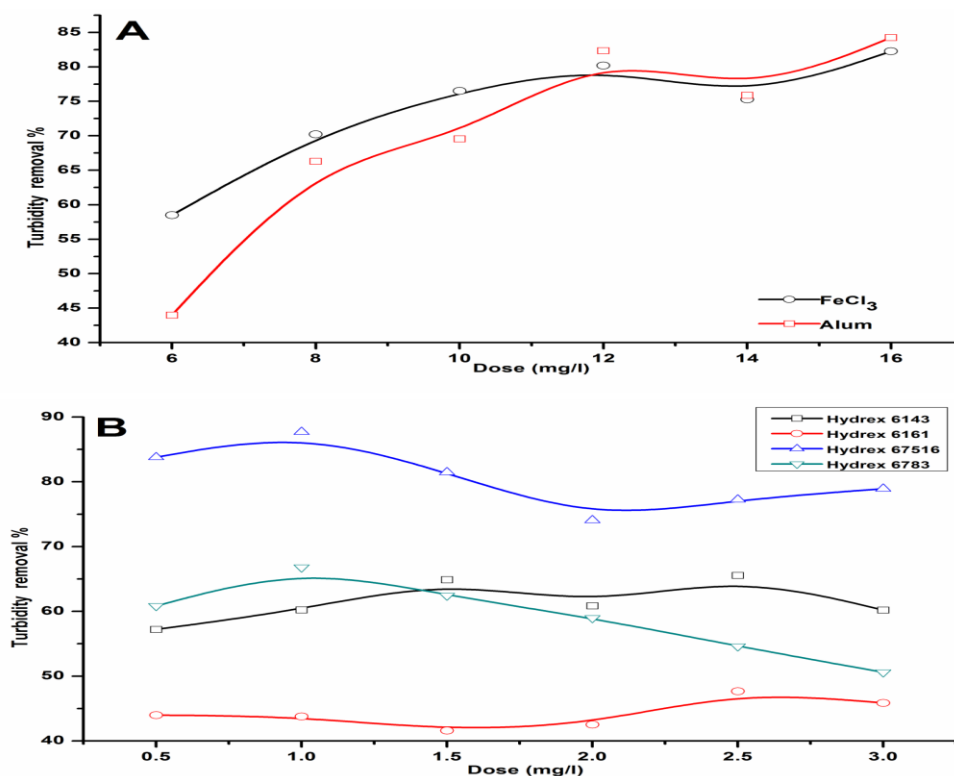 A
85
80
75
70
65
60
55
50
45
40
Turbidity removal %
FeCl3
Alum
6 8 10 12 14 16
Dose (mg/l)
B
90
80
70
60
50
40
Turbidity removal %
Hydrex 6143
Hydrex 6161
Hydrex 67516
Hydrex 6783
0.5 1.0 1.5 2.0 2.5 3.0
Dose (mg/l)